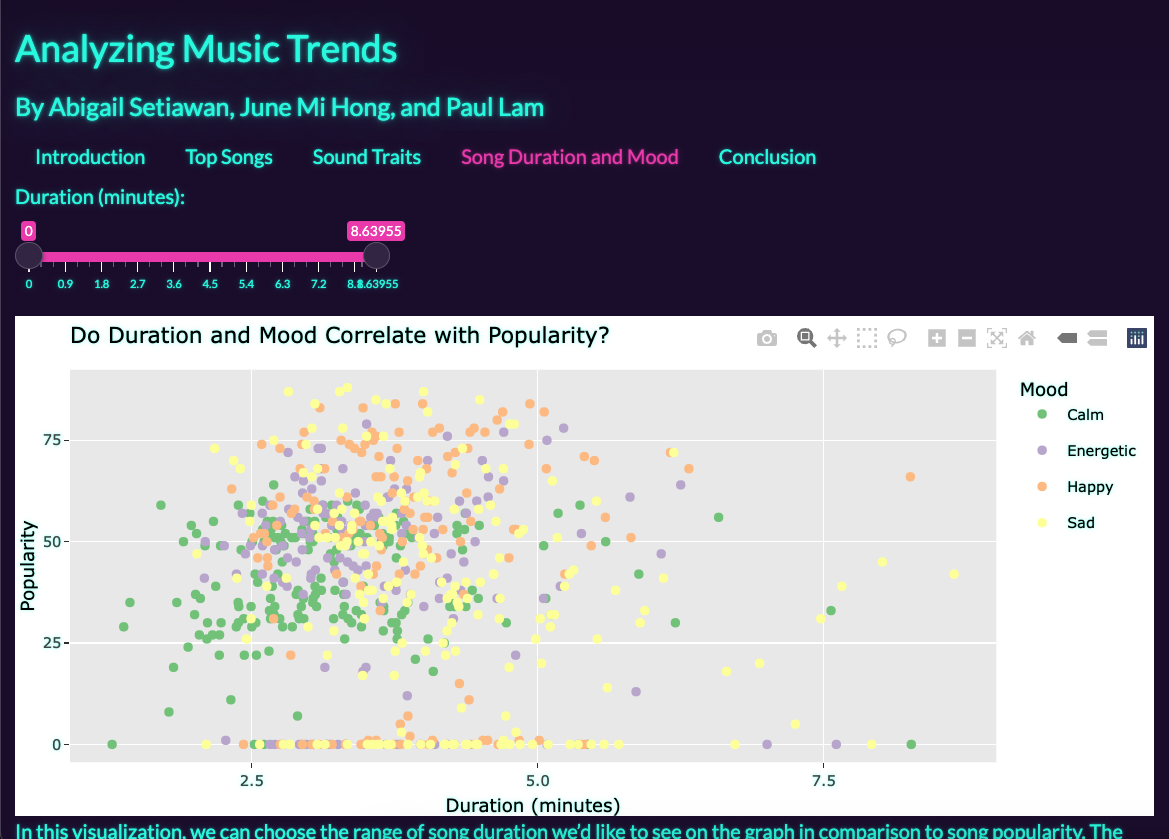 Analyzing Music Trends
By Abigail Setiawan, June Mi Hong, and Paul Lam
Introduction Top Songs Sound Traits Song Duration and Mood Conclusion
Duration (minutes):
0 8.63955
0 0.9 1.8 2.7 3.6 4.5 5.4 6.3 7.2 8.63955
Do Duration and Mood Correlate with Popularity?
Mood
Calm
Energetic
Happy
Sad
Popularity
75
50
25
0
2.5 5.0 7.5
Duration (minutes)
In this visualization, we can choose the range of song duration we'd like to see on the graph in comparison to song popularity. The